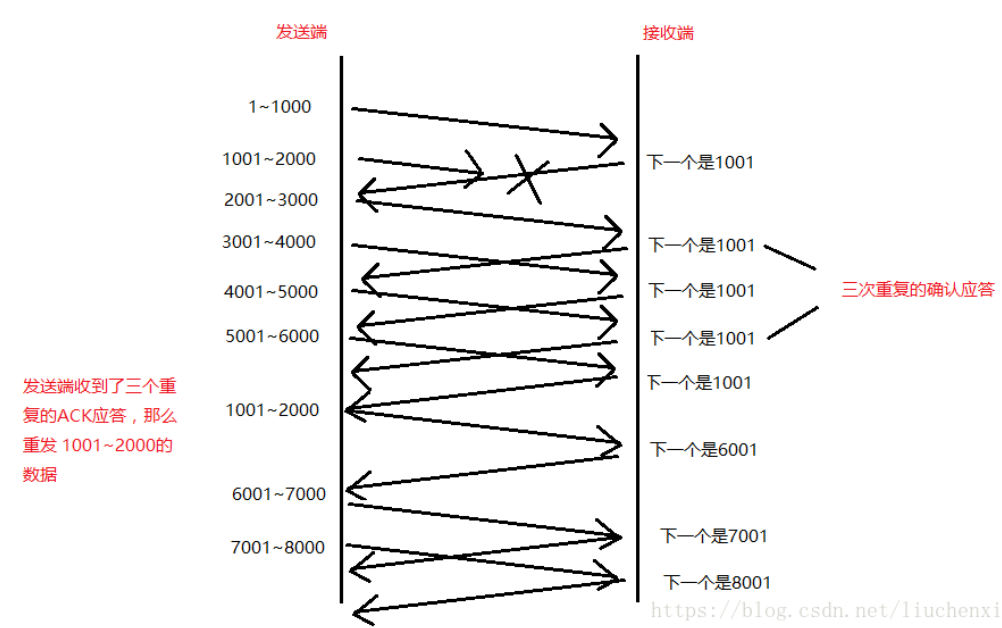 发送端
接收端
1~1000
1001~2000
下一个是1001
2001~3000
3001~4000
下一个是1001
4001~5000
下一个是1001
三次重复的确认应答
5001~6000
下一个是1001
发送端收到了三个重
复的ACK应答，那么
重发 1001~2000的
数据
下一个是1001
1001~2000
下一个是6001
6001~7000
下一个是7001
7001~8000
下一个是8001
https://blog.csdn.net/liuchenxi